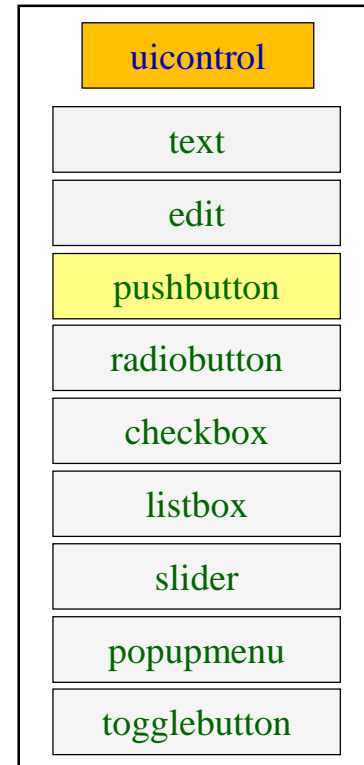 uicontrol
text
edit
pushbutton
radiobutton
checkbox
listbox
slider
popupmenu
togglebutton